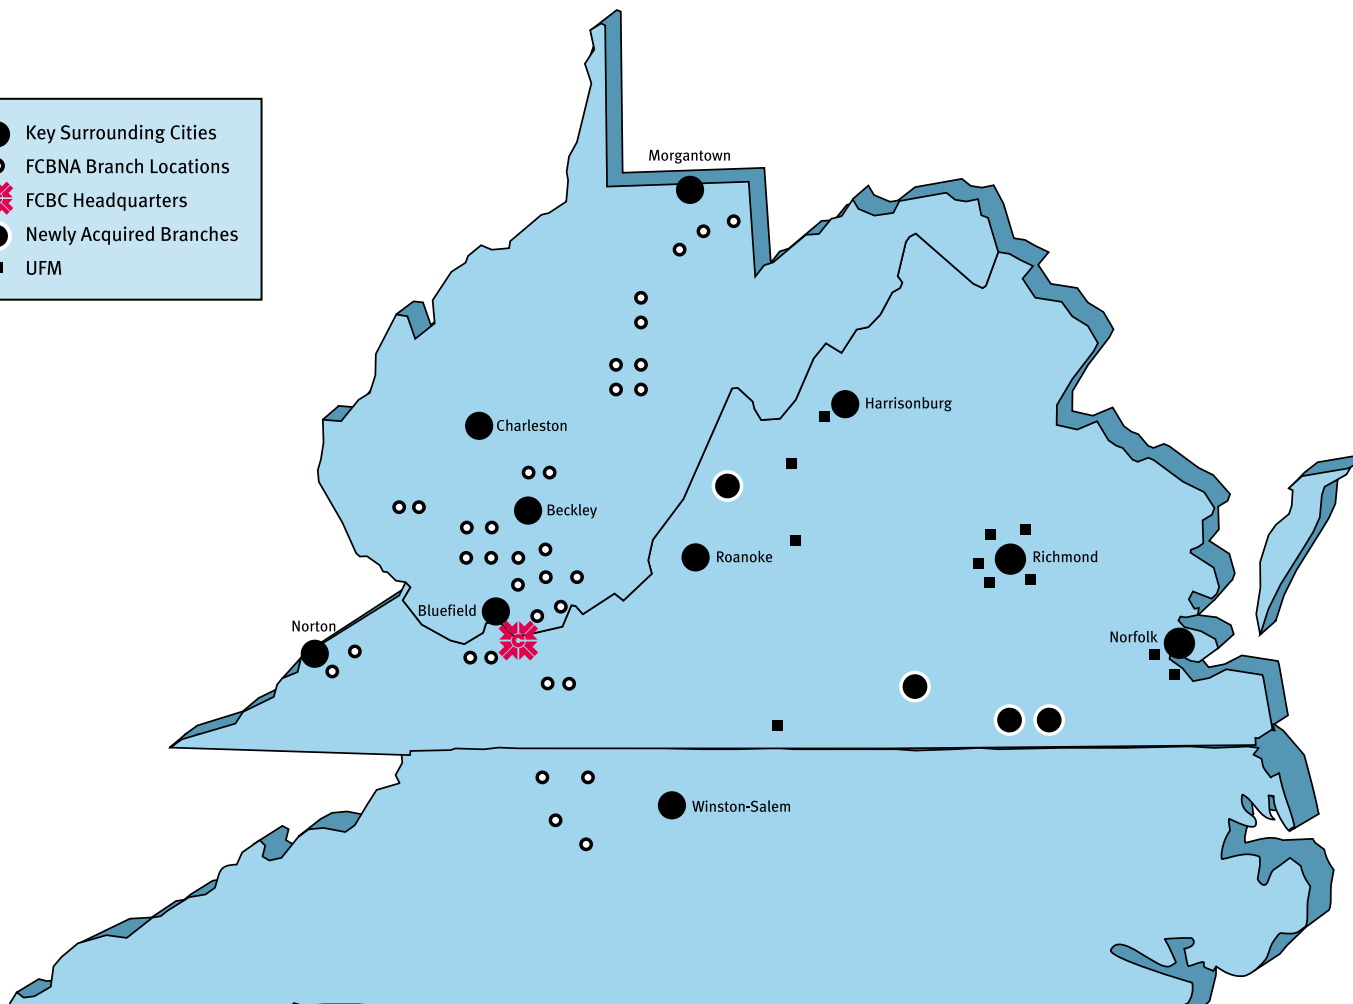 Key Surrounding Cities
FCBNA Branch Locations
FCBC Headquarters
Newly Acquired Branches
UFM
Morgantown
Harrisonburg
Charleston
Beckley
Roanoke
Richmond
Bluefield
Norton
Norfolk
C
Winston-Salem